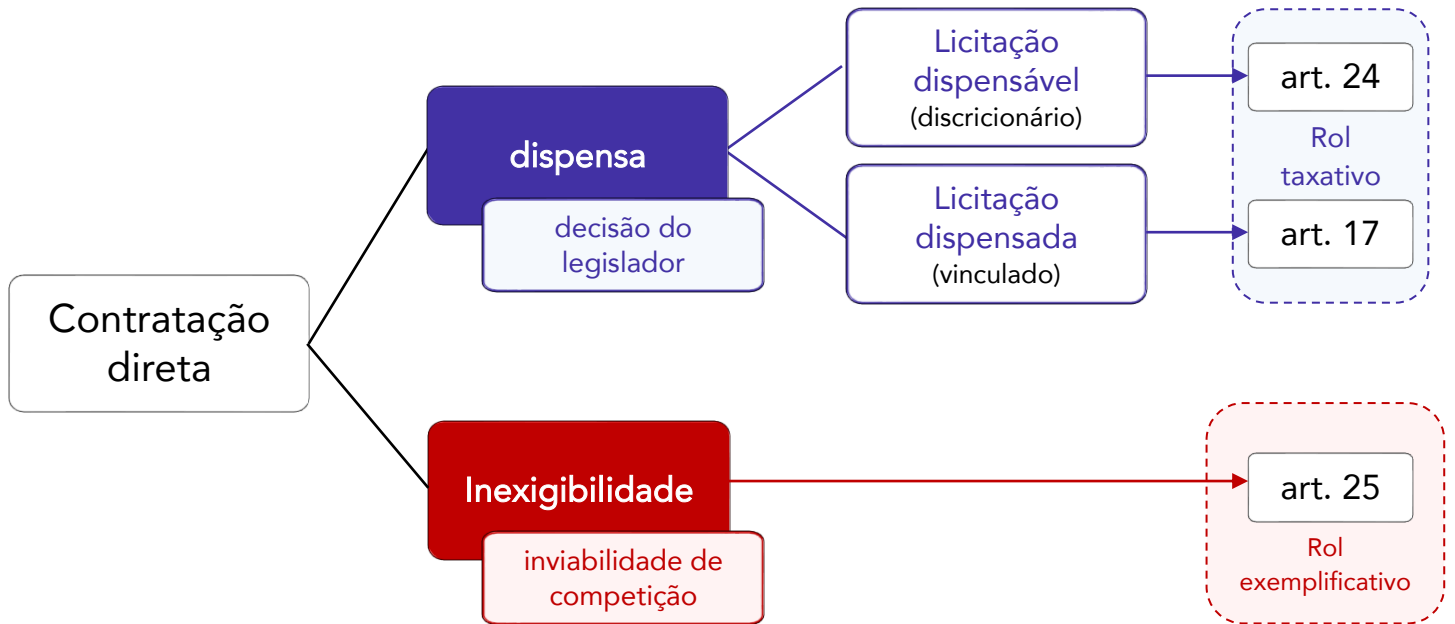 Contratação
direta
dispensa
decisão do
legislador
Licitação
dispensável
(discricionário)
art. 24
Rol
taxativo
Licitação
dispensada
(vinculado)
art. 17
Inexigibilidade
inviabilidade de
competição
art. 25
Rol
exemplificativo